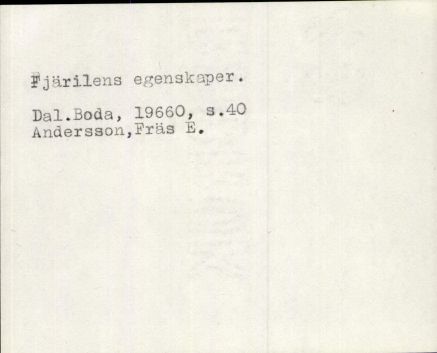 Fjärilens egenskaper.
Dal.Boda, 19660, s.40
Andersson,Fräs E.